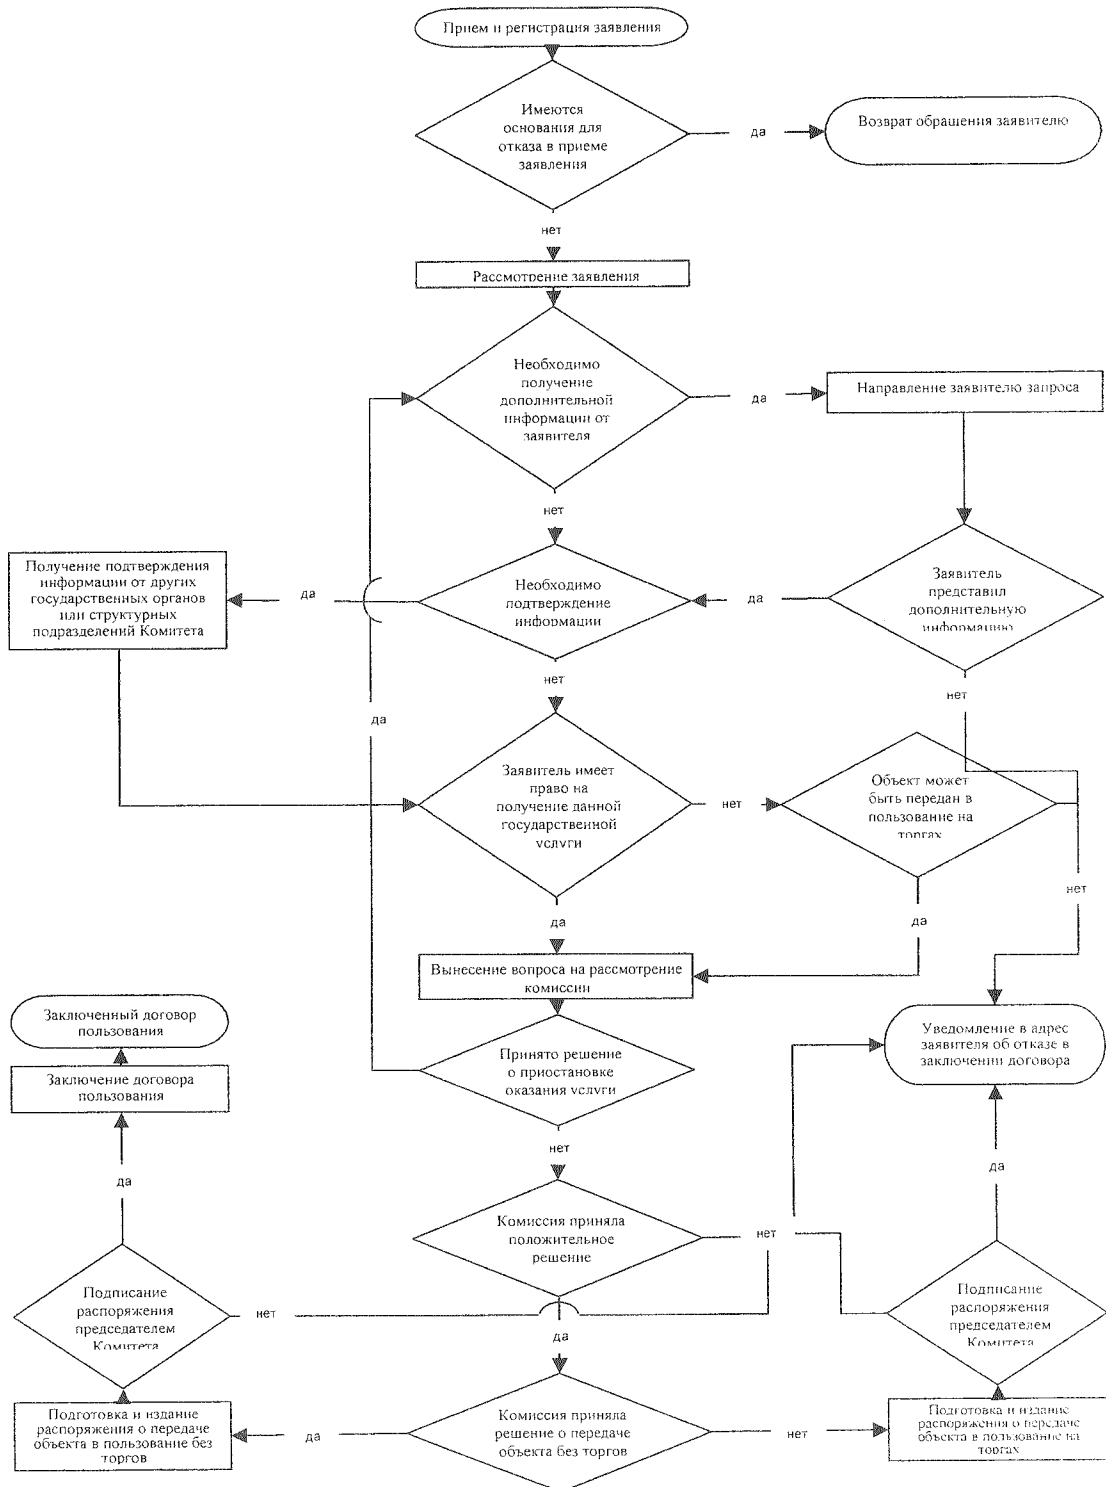 Прием и регистрация заявления
Имеются
основания для
отказа в приеме
заявления
да
Возврат обращения заявителю
нет
Рассмотрение заявления
Необходимо
получение
дополнительной
информации от
заявителя
да
Направление заявителю запроса
нет
Получение подтверждения
информации от других
государственных органов
или структурных
подразделений Комитета
да
Необходимо
подтверждение
информации
да
Заявитель
представил
дополнительную
информацию
нет
нет
да
Заявитель имеет
право на
получение данной
государственной
услуги
нет
Объект может
быть передан в
пользование на
торгах
нет
да
да
Вынесение вопроса на рассмотрение
комиссии
Заключенный договор
пользования
Заключение договора
пользования
Принято решение
о приостановке
оказания услуги
Уведомление в адрес
заявителя об отказе в
заключении договора
нет
да
да
Комиссия приняла
положительное
решение
нет
Подписание
распоряжения
председателем
Комитета
нет
Подписание
распоряжения
председателем
Комитета
да
Подготовка и издание
распоряжения о передаче
объекта в пользование без
торгов
да
Комиссия приняла
решение о передаче
объекта без торгов
нет
Подготовка и издание
распоряжения о передаче
объекта в пользование на
торгах